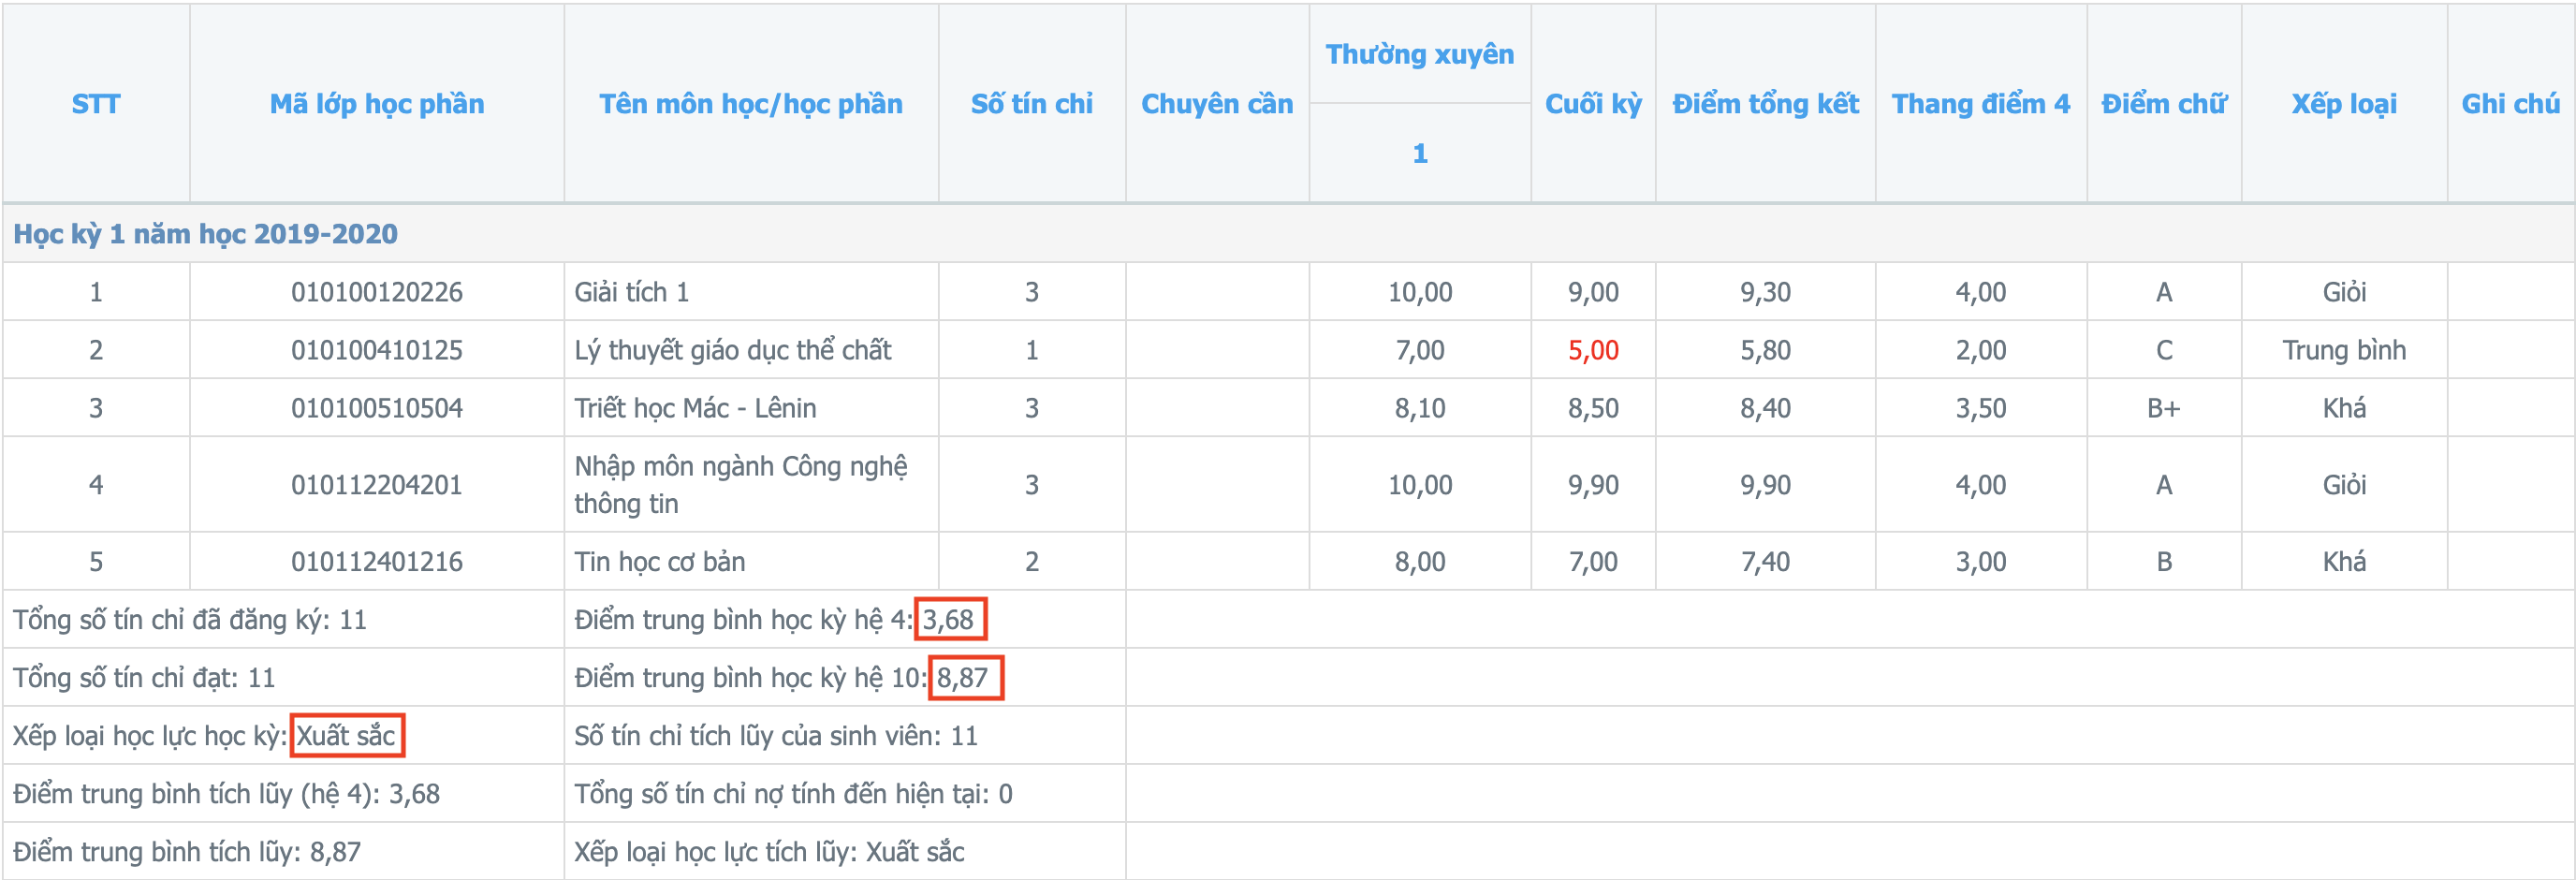 STT Mã lớp học phần Tên môn học/học phần Số tín chỉ Chuyên cần Thường xuyên Cuối kỳ Điểm tổng kết Thang điểm 4 Điểm chữ Xếp loại Ghi chú
1
Học kỳ 1 năm học 2019-2020
1 010100120226 Giải tích 1 3 10,00 9,00 9,30 4,00 A Giỏi
2 010100410125 Lý thuyết giáo dục thể chất 1 7,00 5,00 5,80 2,00 C Trung bình
3 010100510504 Triết học Mác - Lênin 3 8,10 8,50 8,40 3,50 B+ Khá
4 010112204201 Nhập môn ngành Công nghệ
thông tin 3 10,00 9,90 9,90 4,00 A Giỏi
5 010112401216 Tin học cơ bản 2 8,00 7,00 7,40 3,00 B Khá
Tổng số tín chỉ đã đăng ký: 11 Điểm trung bình học kỳ hệ 4: 3,68
Tổng số tín chỉ đạt: 11 Điểm trung bình học kỳ hệ 10: 8,87
Xếp loại học lực học kỳ: Xuất sắc Số tín chỉ tích lũy của sinh viên: 11
Điểm trung bình tích lũy (hệ 4): 3,68 Tổng số tín chỉ nợ tính đến hiện tại: 0
Điểm trung bình tích lũy: 8,87 Xếp loại học lực tích lũy: Xuất sắc